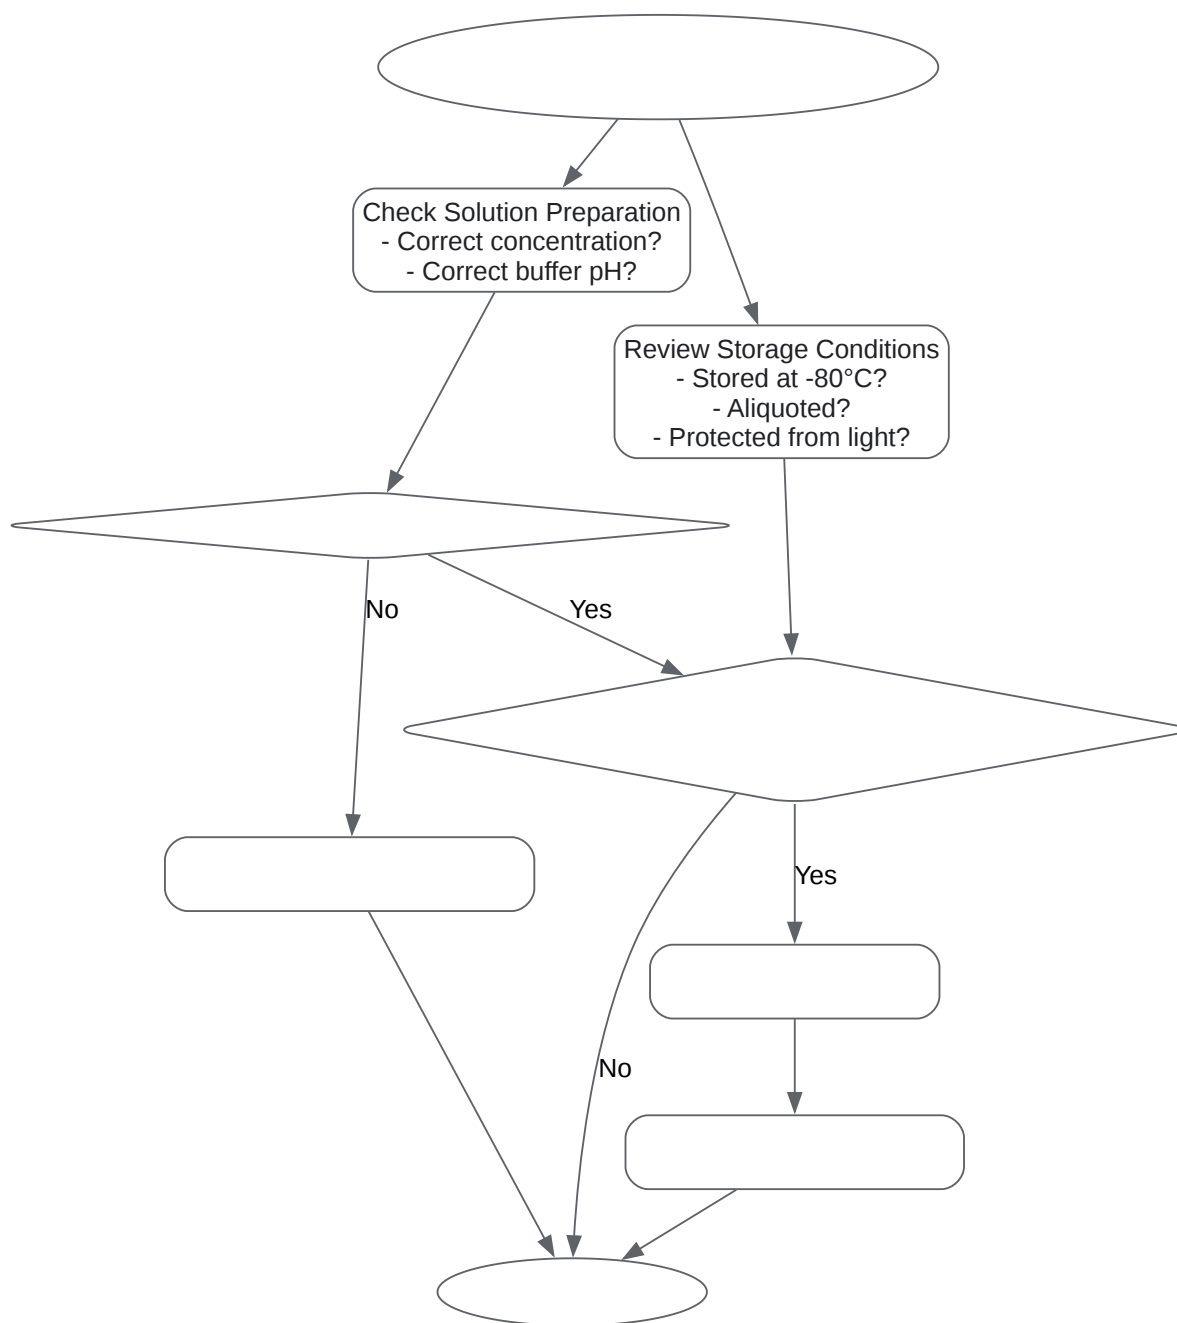 Check Solution Preparation
- Correct concentration?
- Correct buffer pH?
Review Storage Conditions
- Stored at -80°C?
- Aliquoted?
- Protected from light?
No
Yes
Yes
No